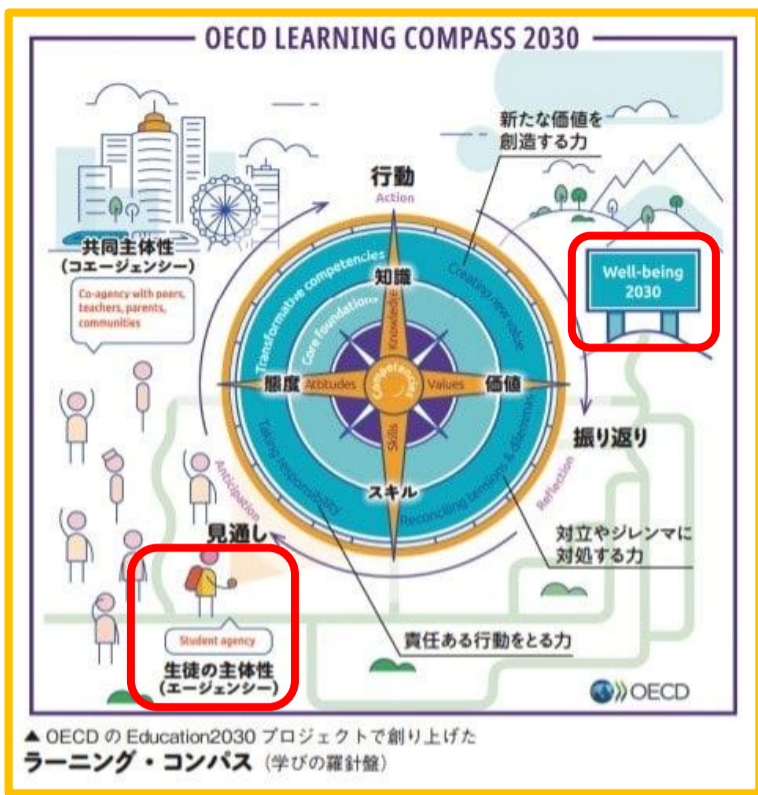 OECD LEARNING COMPASS 2030
新たな価値を
創造する力
行動
Action
共同主体性
(コエージェンシー)
Co-agency with peers,
teachers, parents,
communities
Well-being
2030
Transformative competencies
Core foundations
Creating new value
知識
Knowledge
態度
Attitudes
Competencies
Values
価値
Skills
スキル
Taking responsibility
Reconciling tensions & dilemmas
振り返り
Reflection
Anticipation
見通し
対立やジレンマに
対処する力
責任ある行動をとる力
Student agency
生徒の主体性
(エージェンシー)
OECD
▲ OECD の Education2030 プロジェクトで創り上げた
ラーニング・コンパス (学びの羅針盤)